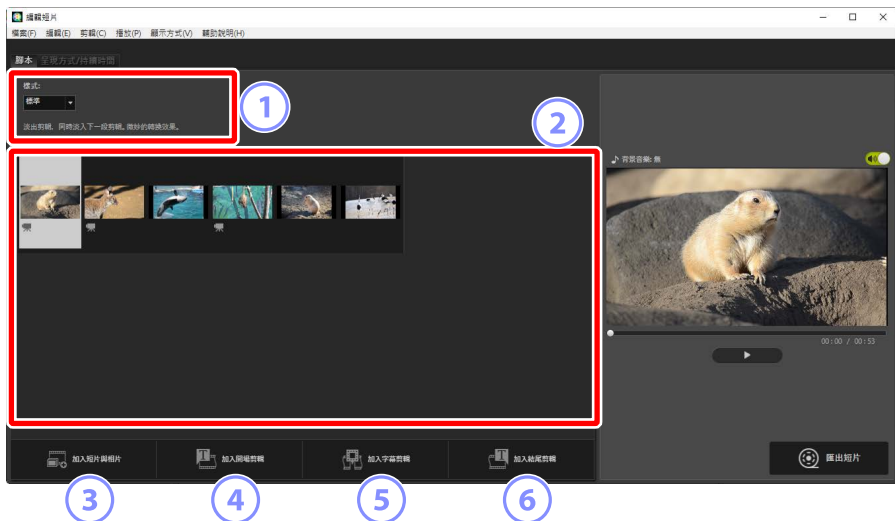 編輯短片
檔案(F) 編輯(E) 剪輯(C) 播放(P) 顯示方式(V) 輔助說明(H)
腳本 呈現方式/持續時間
樣式:
標準
淡出剪輯，同時淡入下一段剪輯。微妙的轉換效果。
1
2
背景音樂: 無
00:00 / 00:53
加入短片與相片
加入開場剪輯
加入字幕剪輯
加入結尾剪輯
匯出短片
3
4
5
6